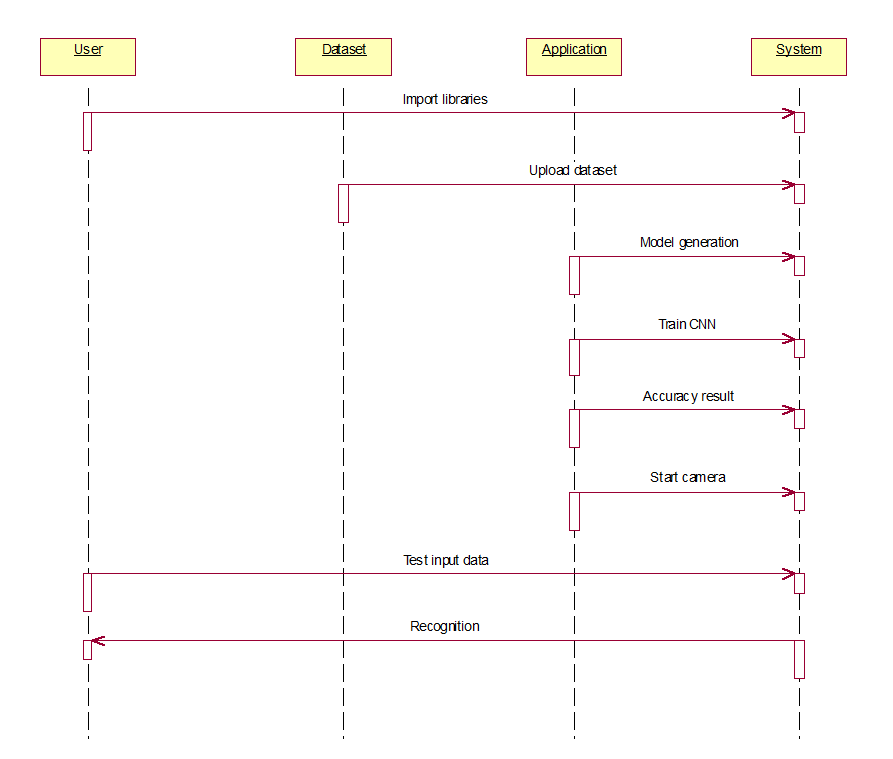 User
Dataset
Application
System
Import libraries
Upload dataset
Model generation
Train CNN
Accuracy result
Start camera
Test input data
Recognition